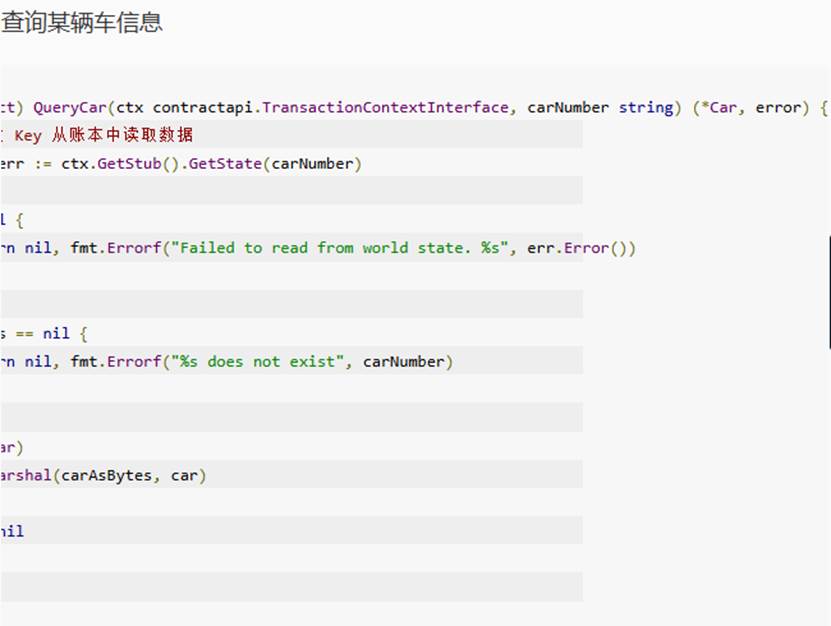 查询某辆车信息
ct) QueryCar(ctx contractapi.TransactionContextInterface, carNumber string) (*Car, error) {
Key 从账本中读取数据
err := ctx.GetStub().GetState(carNumber)
l {
rn nil, fmt.Errorf("Failed to read from world state. %s", err.Error())
s == nil {
rn nil, fmt.Errorf("%s does not exist", carNumber)
ar)
arshal(carAsBytes, car)
nil